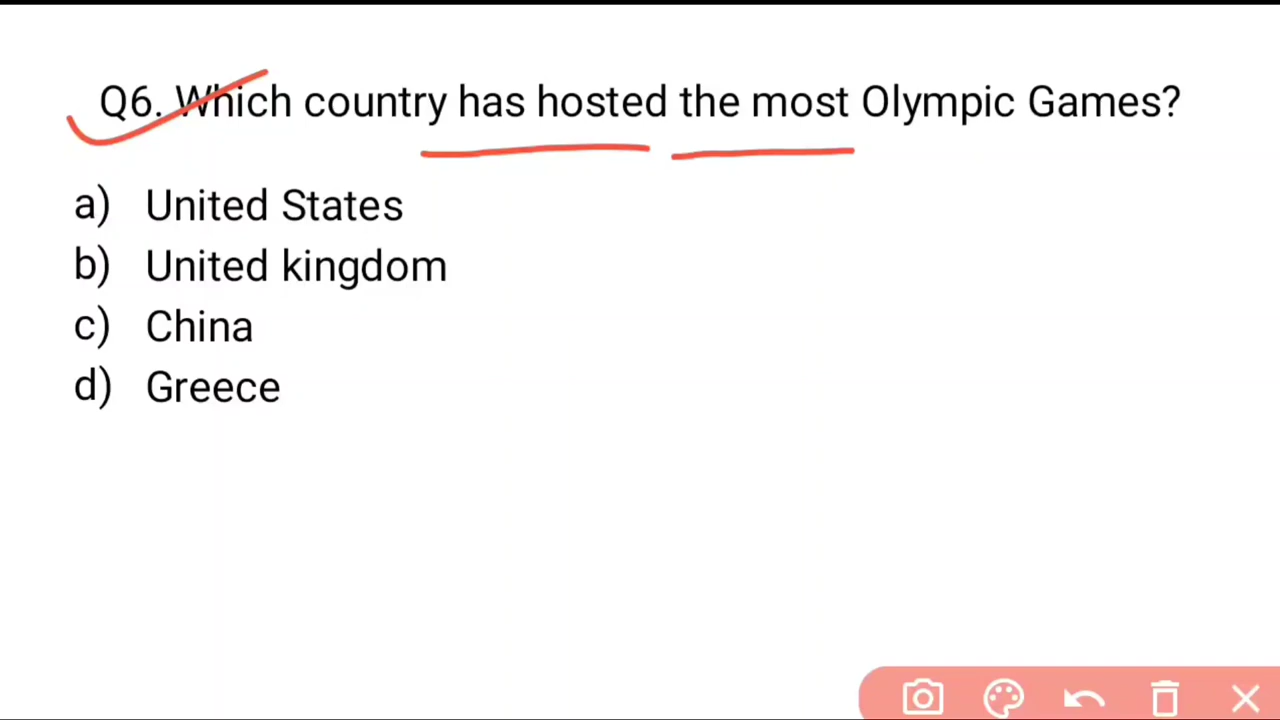 Q6. Which country has hosted the most Olympic Games?
a) United States
b) United kingdom
c) China
d) Greece